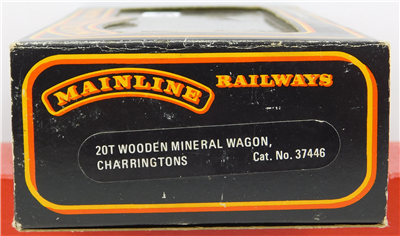 MAINLINE RAILWAYS
20T WOODEN MINERAL WAGON,
CHARRINGTONS Cat. No. 37446